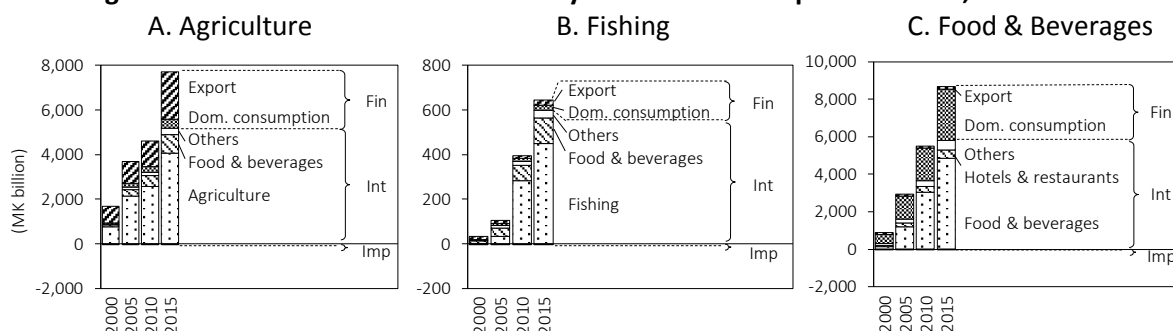 A. Agriculture
B. Fishing
C. Food & Beverages
(MK billion)
8,000
6,000
4,000
2,000
0
-2,000
Export
Dom. consumption
Others
Food & beverages
Agriculture
Fin
Int
Imp
2000
2005
2010
2015
800
600
400
200
0
-200
Export
Dom. consumption
Others
Food & beverages
Fishing
Fin
Int
Imp
2000
2005
2010
2015
10,000
8,000
6,000
4,000
2,000
0
-2,000
Export
Dom. consumption
Others
Hotels & restaurants
Food & beverages
Fin
Int
Imp
2000
2005
2010
2015